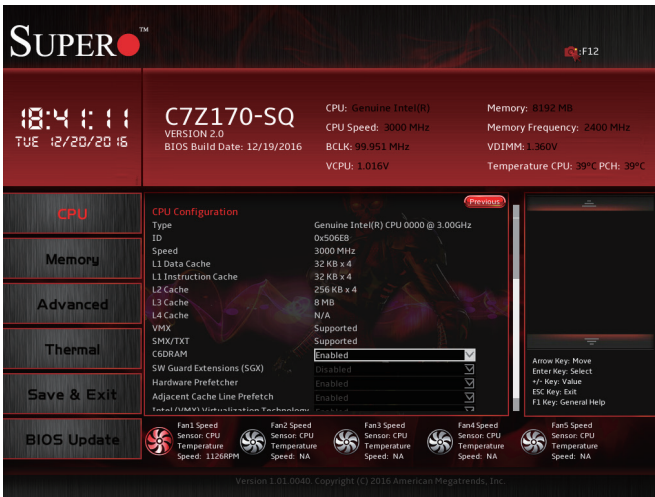 SUPER
TM
:F12
18:41:11
TUE 12/20/2016
C7Z170-SQ
VERSION 2.0
BIOS Build Date: 12/19/2016
CPU: Genuine Intel(R)
CPU Speed: 3000 MHz
BCLK: 99.951 MHz
VCPU: 1.016V
Memory: 8192 MB
Memory Frequency: 2400 MHz
VDIMM: 1.360V
Temperature CPU: 39°C PCH: 39°C
CPU
Memory
Advanced
Thermal
Save & Exit
BIOS Update
Previous
CPU Configuration
Type Genuine Intel(R) CPU 0000 @ 3.00GHz
ID 0x506E8
Speed 3000 MHz
L1 Data Cache 32 KB x 4
L1 Instruction Cache 32 KB x 4
L2 Cache 256 KB x 4
L3 Cache 8 MB
L4 Cache N/A
VMX Supported
SMX/TXT Supported
C6DRAM Enabled
SW Guard Extensions (SGX) Disabled
Hardware Prefetcher Enabled
Adjacent Cache Line Prefetch Enabled
Intel (VMX) Virtualization Technology Enabled
Arrow Key: Move
Enter Key: Select
+/- Key: Value
ESC Key: Exit
F1 Key: General Help
Fan1 Speed
Sensor: CPU
Temperature
Speed: 1126RPM
Fan2 Speed
Sensor: CPU
Temperature
Speed: NA
Fan3 Speed
Sensor: CPU
Temperature
Speed: NA
Fan4 Speed
Sensor: CPU
Temperature
Speed: NA
Fan5 Speed
Sensor: CPU
Temperature
Speed: NA
Version 1.01.0040. Copyright (C) 2016 American Megatrends, Inc.